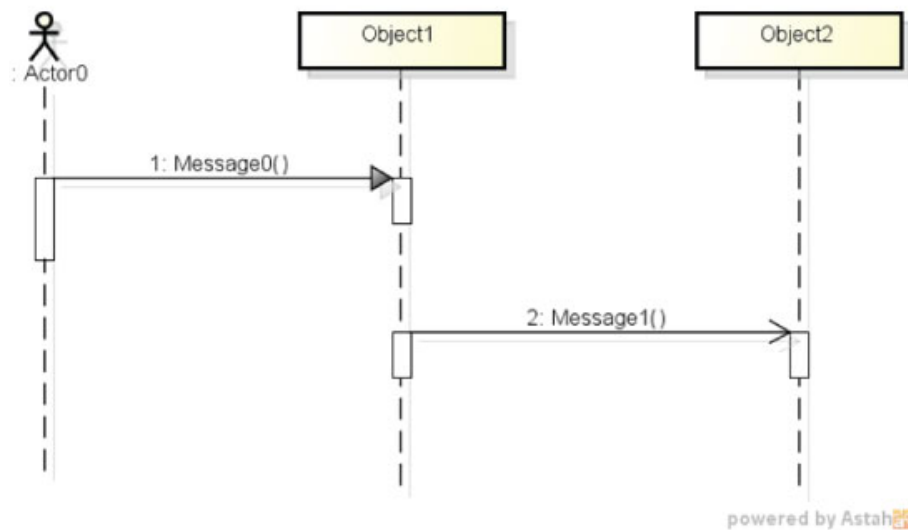 Object1
Object2
: Actor0
1: Message0()
2: Message1()
powered by Astah